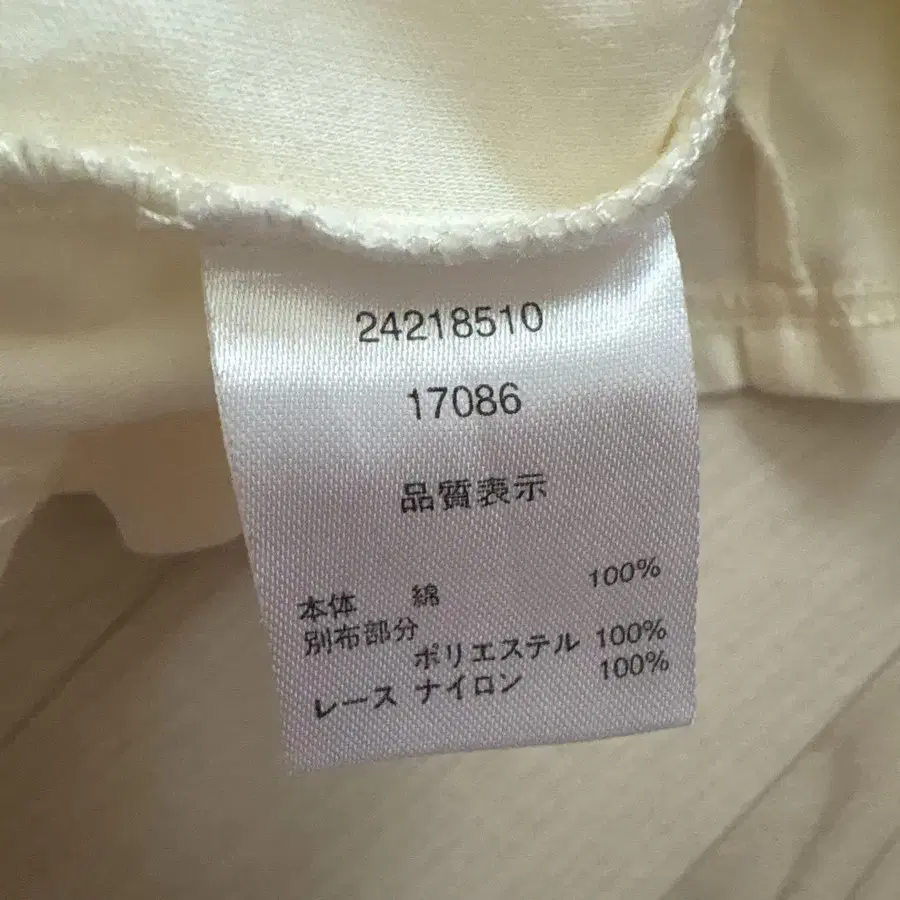 24218510
17086
品質表示
本体 綿 100%
別布部分
ポリエステル 100%
レース ナイロン 100%